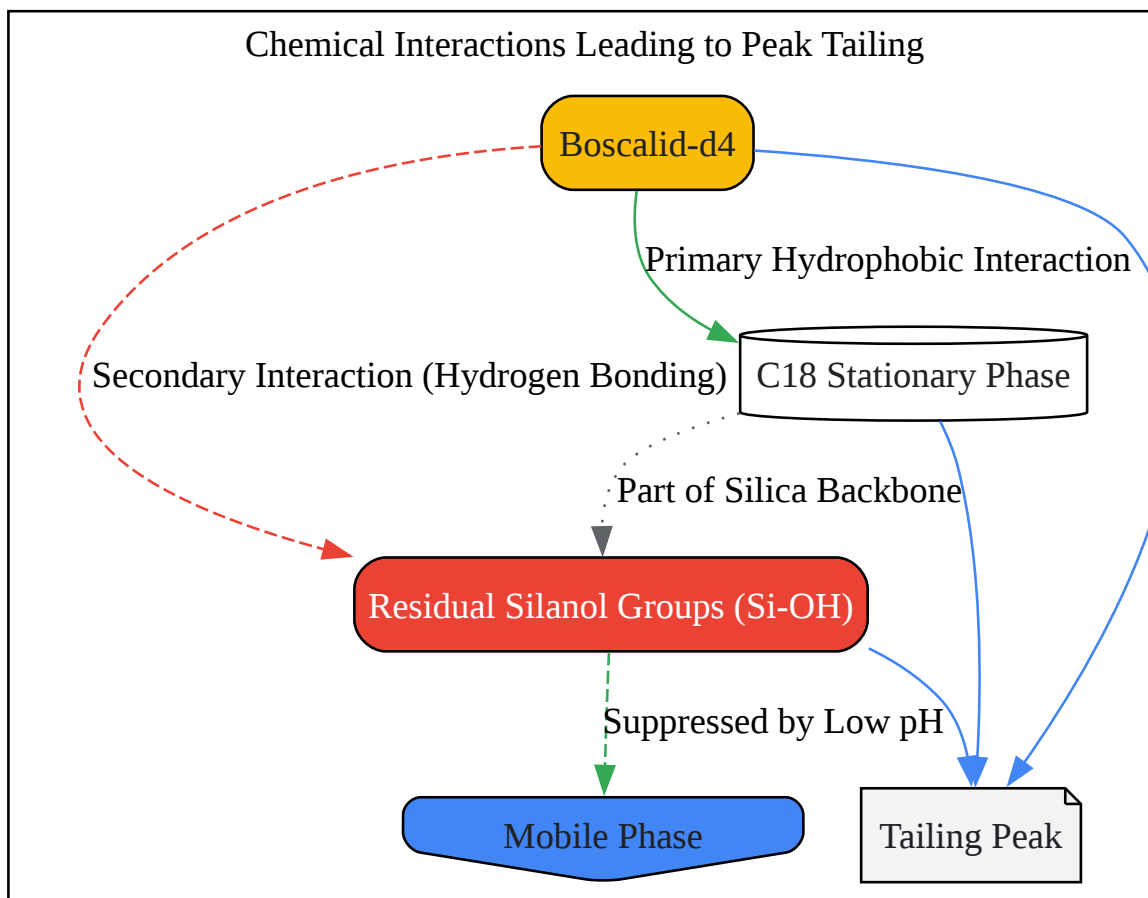 Chemical Interactions Leading to Peak Tailing
Boscalid-d4
Primary Hydrophobic Interaction
Secondary Interaction (Hydrogen Bonding)
C18 Stationary Phase
Part of Silica Backbone
Residual Silanol Groups (Si-OH)
Suppressed by Low pH
Mobile Phase
Tailing Peak